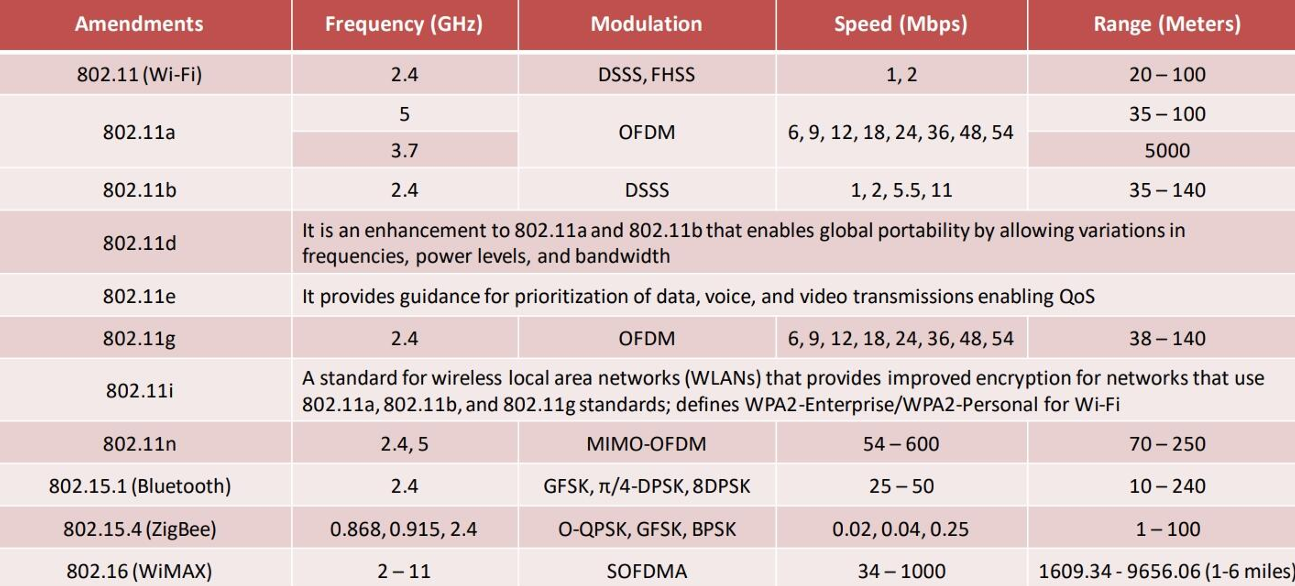 Amendments Frequency (GHz) Modulation Speed (Mbps) Range (Meters)
802.11 (Wi-Fi) 2.4 DSSS, FHSS 1, 2 20 – 100
802.11a 5 OFDM 6, 9, 12, 18, 24, 36, 48, 54 35 – 100
3.7 5000
802.11b 2.4 DSSS 1, 2, 5.5, 11 35 – 140
802.11d It is an enhancement to 802.11a and 802.11b that enables global portability by allowing variations in
frequencies, power levels, and bandwidth
802.11e It provides guidance for prioritization of data, voice, and video transmissions enabling QoS
802.11g 2.4 OFDM 6, 9, 12, 18, 24, 36, 48, 54 38 – 140
802.11i A standard for wireless local area networks (WLANs) that provides improved encryption for networks that use
802.11a, 802.11b, and 802.11g standards; defines WPA2-Enterprise/WPA2-Personal for Wi-Fi
802.11n 2.4, 5 MIMO-OFDM 54 – 600 70 – 250
802.15.1 (Bluetooth) 2.4 GFSK, π/4-DPSK, 8DPSK 25 – 50 10 – 240
802.15.4 (ZigBee) 0.868, 0.915, 2.4 O-QPSK, GFSK, BPSK 0.02, 0.04, 0.25 1 – 100
802.16 (WiMAX) 2 – 11 SOFDMA 34 – 1000 1609.34 - 9656.06 (1-6 miles)